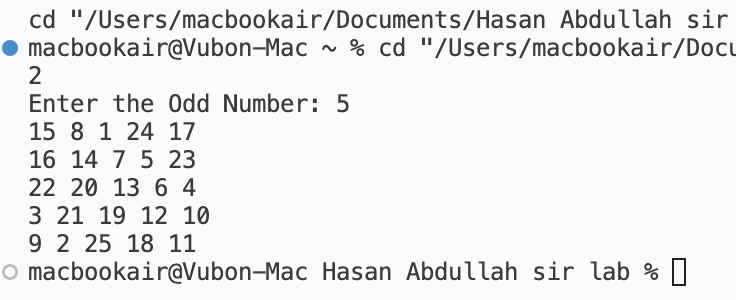 cd "/Users/macbookair/Documents/Hasan Abdullah sir
macbookair@Vubon-Mac ~ % cd "/Users/macbookair/Docu
2
Enter the Odd Number: 5
15 8 1 24 17
16 14 7 5 23
22 20 13 6 4
3 21 19 12 10
9 2 25 18 11
macbookair@Vubon-Mac Hasan Abdullah sir lab %